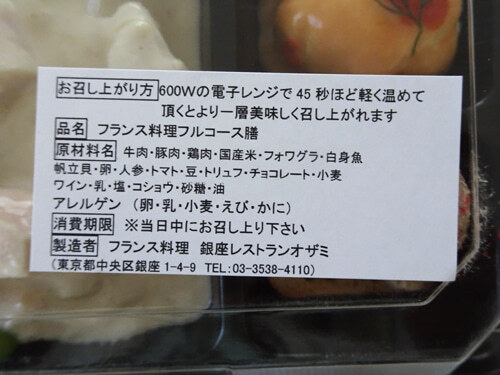 お召し上がり方 600Wの電子レンジで45秒ほど軽く温めて
頂くとより一層美味しく召し上がれます
品名 フランス料理フルコース膳
原材料名 牛肉・豚肉・鶏肉・国産米・フォワグラ・白身魚
帆立貝・卵・人参・トマト・豆・トリュフ・チョコレート・小麦
ワイン・乳・塩・コショウ・砂糖・油
アレルゲン (卵・乳・小麦・えび・かに)
消費期限 ※当日中にお召し上り下さい
製造者 フランス料理 銀座レストランオザミ
(東京都中央区銀座1-4-9 TEL:03-3538-4110)